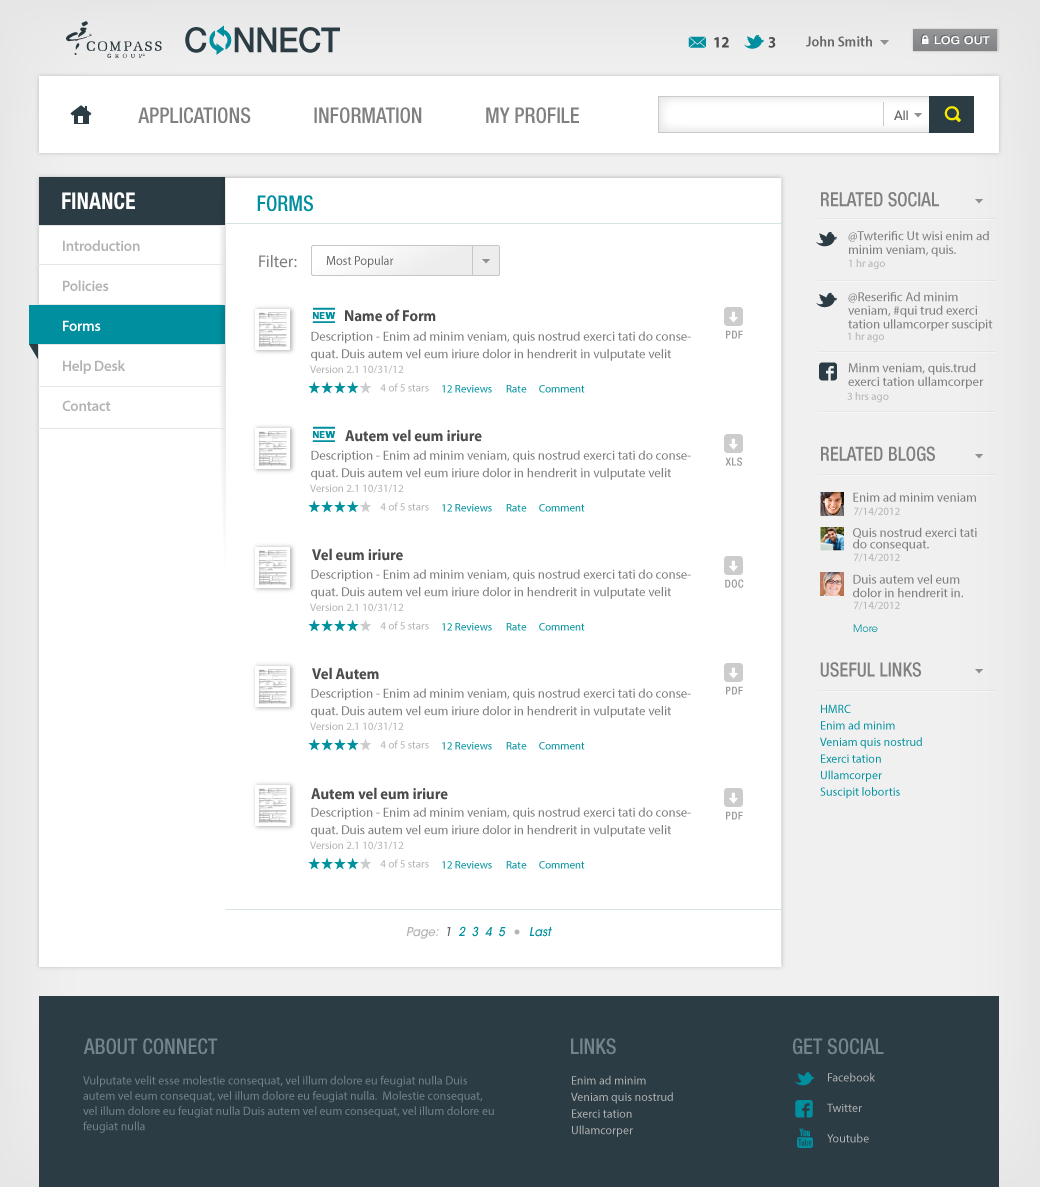 COMPASS
GROUP
CONNECT
12
3
John Smith
LOG OUT
APPLICATIONS
INFORMATION
MY PROFILE
All
FINANCE
Introduction
Policies
Forms
Help Desk
Contact
FORMS
Filter:
Most Popular
NEW Name of Form
Description - Enim ad minim veniam, quis nostrud exerci tati do conse-
quat. Duis autem vel eum iriure dolor in hendrerit in vulputate velit
Version 2.1 10/31/12
4 of 5 stars 12 Reviews Rate Comment
PDF
NEW Autem vel eum iriure
Description - Enim ad minim veniam, quis nostrud exerci tati do conse-
quat. Duis autem vel eum iriure dolor in hendrerit in vulputate velit
Version 2.1 10/31/12
4 of 5 stars 12 Reviews Rate Comment
XLS
Vel eum iriure
Description - Enim ad minim veniam, quis nostrud exerci tati do conse-
quat. Duis autem vel eum iriure dolor in hendrerit in vulputate velit
Version 2.1 10/31/12
4 of 5 stars 12 Reviews Rate Comment
DOC
Vel Autem
Description - Enim ad minim veniam, quis nostrud exerci tati do conse-
quat. Duis autem vel eum iriure dolor in hendrerit in vulputate velit
Version 2.1 10/31/12
4 of 5 stars 12 Reviews Rate Comment
PDF
Autem vel eum iriure
Description - Enim ad minim veniam, quis nostrud exerci tati do conse-
quat. Duis autem vel eum iriure dolor in hendrerit in vulputate velit
Version 2.1 10/31/12
4 of 5 stars 12 Reviews Rate Comment
PDF
Page: 1 2 3 4 5 • Last
RELATED SOCIAL
@Twterific Ut wisi enim ad
minim veniam, quis.
1 hr ago
@Reserific Ad minim
veniam, #qui trud exerci
tation ullamcorper suscipit
1 hr ago
Minm veniam, quis.trud
exerci tation ullamcorper
3 hrs ago
RELATED BLOGS
Enim ad minim veniam
7/14/2012
Quis nostrud exerci tati
do consequat.
7/14/2012
Duis autem vel eum
dolor in hendrerit in.
7/14/2012
More
USEFUL LINKS
HMRC
Enim ad minim
Veniam quis nostrud
Exerci tation
Ullamcorper
Suscipit lobortis
ABOUT CONNECT
Vulputate velit esse molestie consequat, vel illum dolore eu feugiat nulla Duis
autem vel eum consequat, vel illum dolore eu feugiat nulla.  Molestie consequat,
vel illum dolore eu feugiat nulla Duis autem vel eum consequat, vel illum dolore eu
feugiat nulla
LINKS
Enim ad minim
Veniam quis nostrud
Exerci tation
Ullamcorper
GET SOCIAL
Facebook
Twitter
You
Tube
Youtube